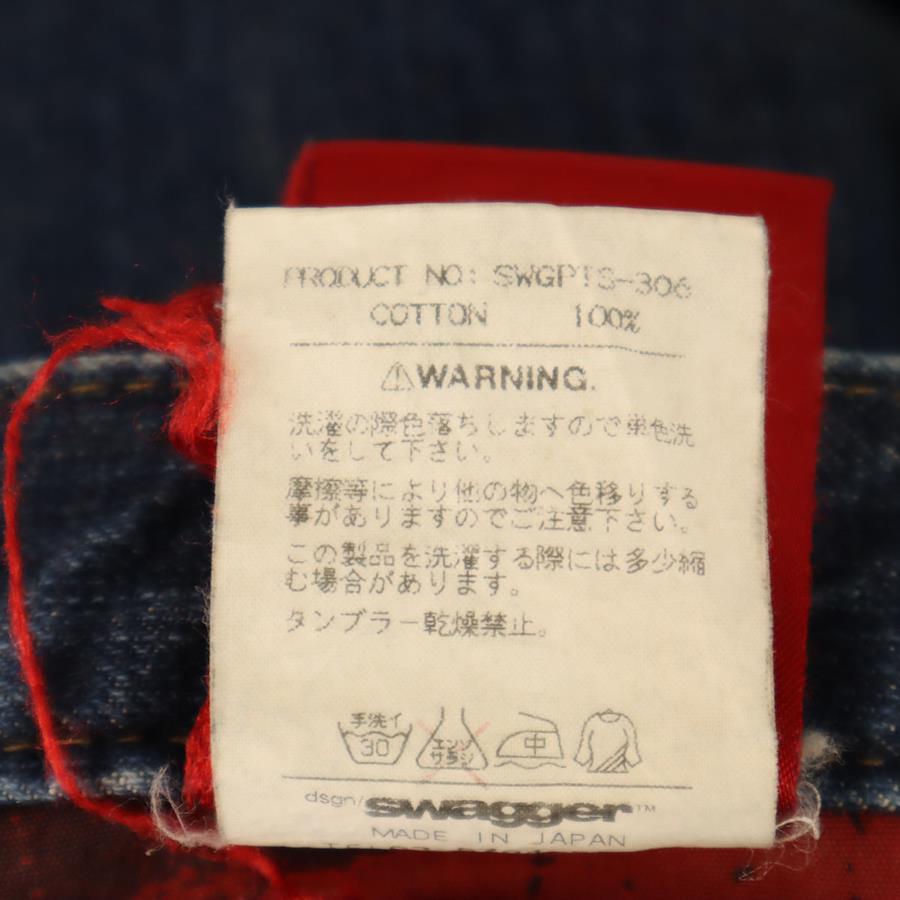 PRODUCT NO: SWGPTS-306
COTTON 100%
⚠WARNING.
洗濯の際色落ちしますので単色洗
いをして下さい。
摩擦等により他の物へ色移りする
事がありますのでご注意下さい。
この製品を洗濯する際には多少縮
む場合があります。
タンブラー乾燥禁止。
手洗イ
30
エンソ
サラシ
中
dsgn/swagger™
MADE IN JAPAN